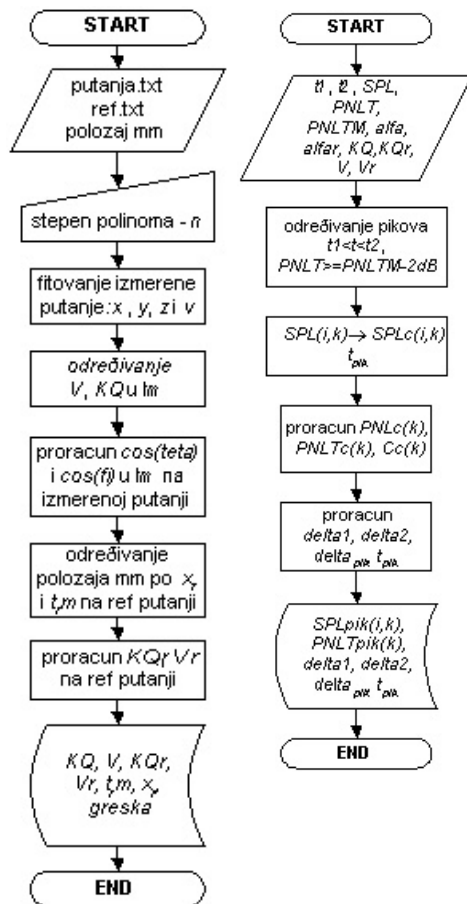 START
putanja.txt
ref.txt
polozaj mm
stepen polinoma - n
fitovanje izmerene
putanje: x, y, z i v
određivanje
V, KQ u tm
proracun cos(teta)
i cos(fi) u tm na
izmerenoj putanji
određivanje
polozaja mm po xr
i trm na ref putanji
proracun KQr Vr
na ref putanji
KQ, V, KQr,
Vr, trm, xr,
greska
END
START
t1, t2, SPL,
PNLT,
PNLTM, alfa,
alfar, KQ,KQr,
V, Vr
određivanje pikova
t1<t<t2,
PNLT>=PNLTM-2dB
SPL(i,k)→ SPLc(i,k)
tpik
proracun PNLc(k),
PNLTc(k), Cc(k)
proracun
delta1, delta2,
deltapik, tpik
SPLpik(i,k),
PNLTpik(k),
delta1, delta2,
deltapik, tpik
END